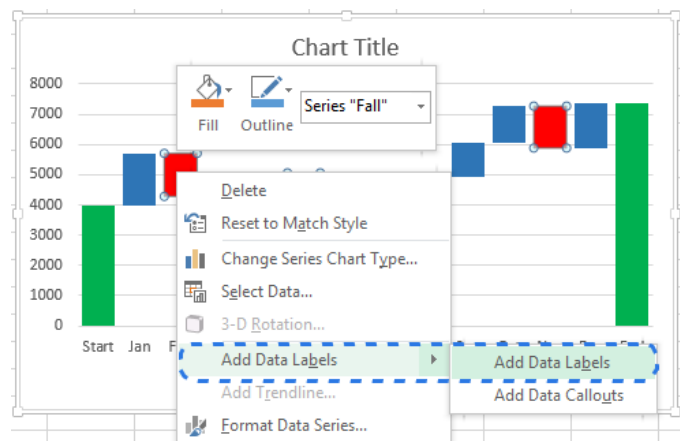 Chart Title
8000
7000
6000
5000
4000
3000
2000
1000
0
Fill
Outline
Series "Fall"
Delete
Reset to Match Style
Change Series Chart Type...
Select Data...
3-D Rotation...
Add Data Labels
Add Trendline...
Format Data Series...
Add Data Labels
Add Data Callouts
Start Jan